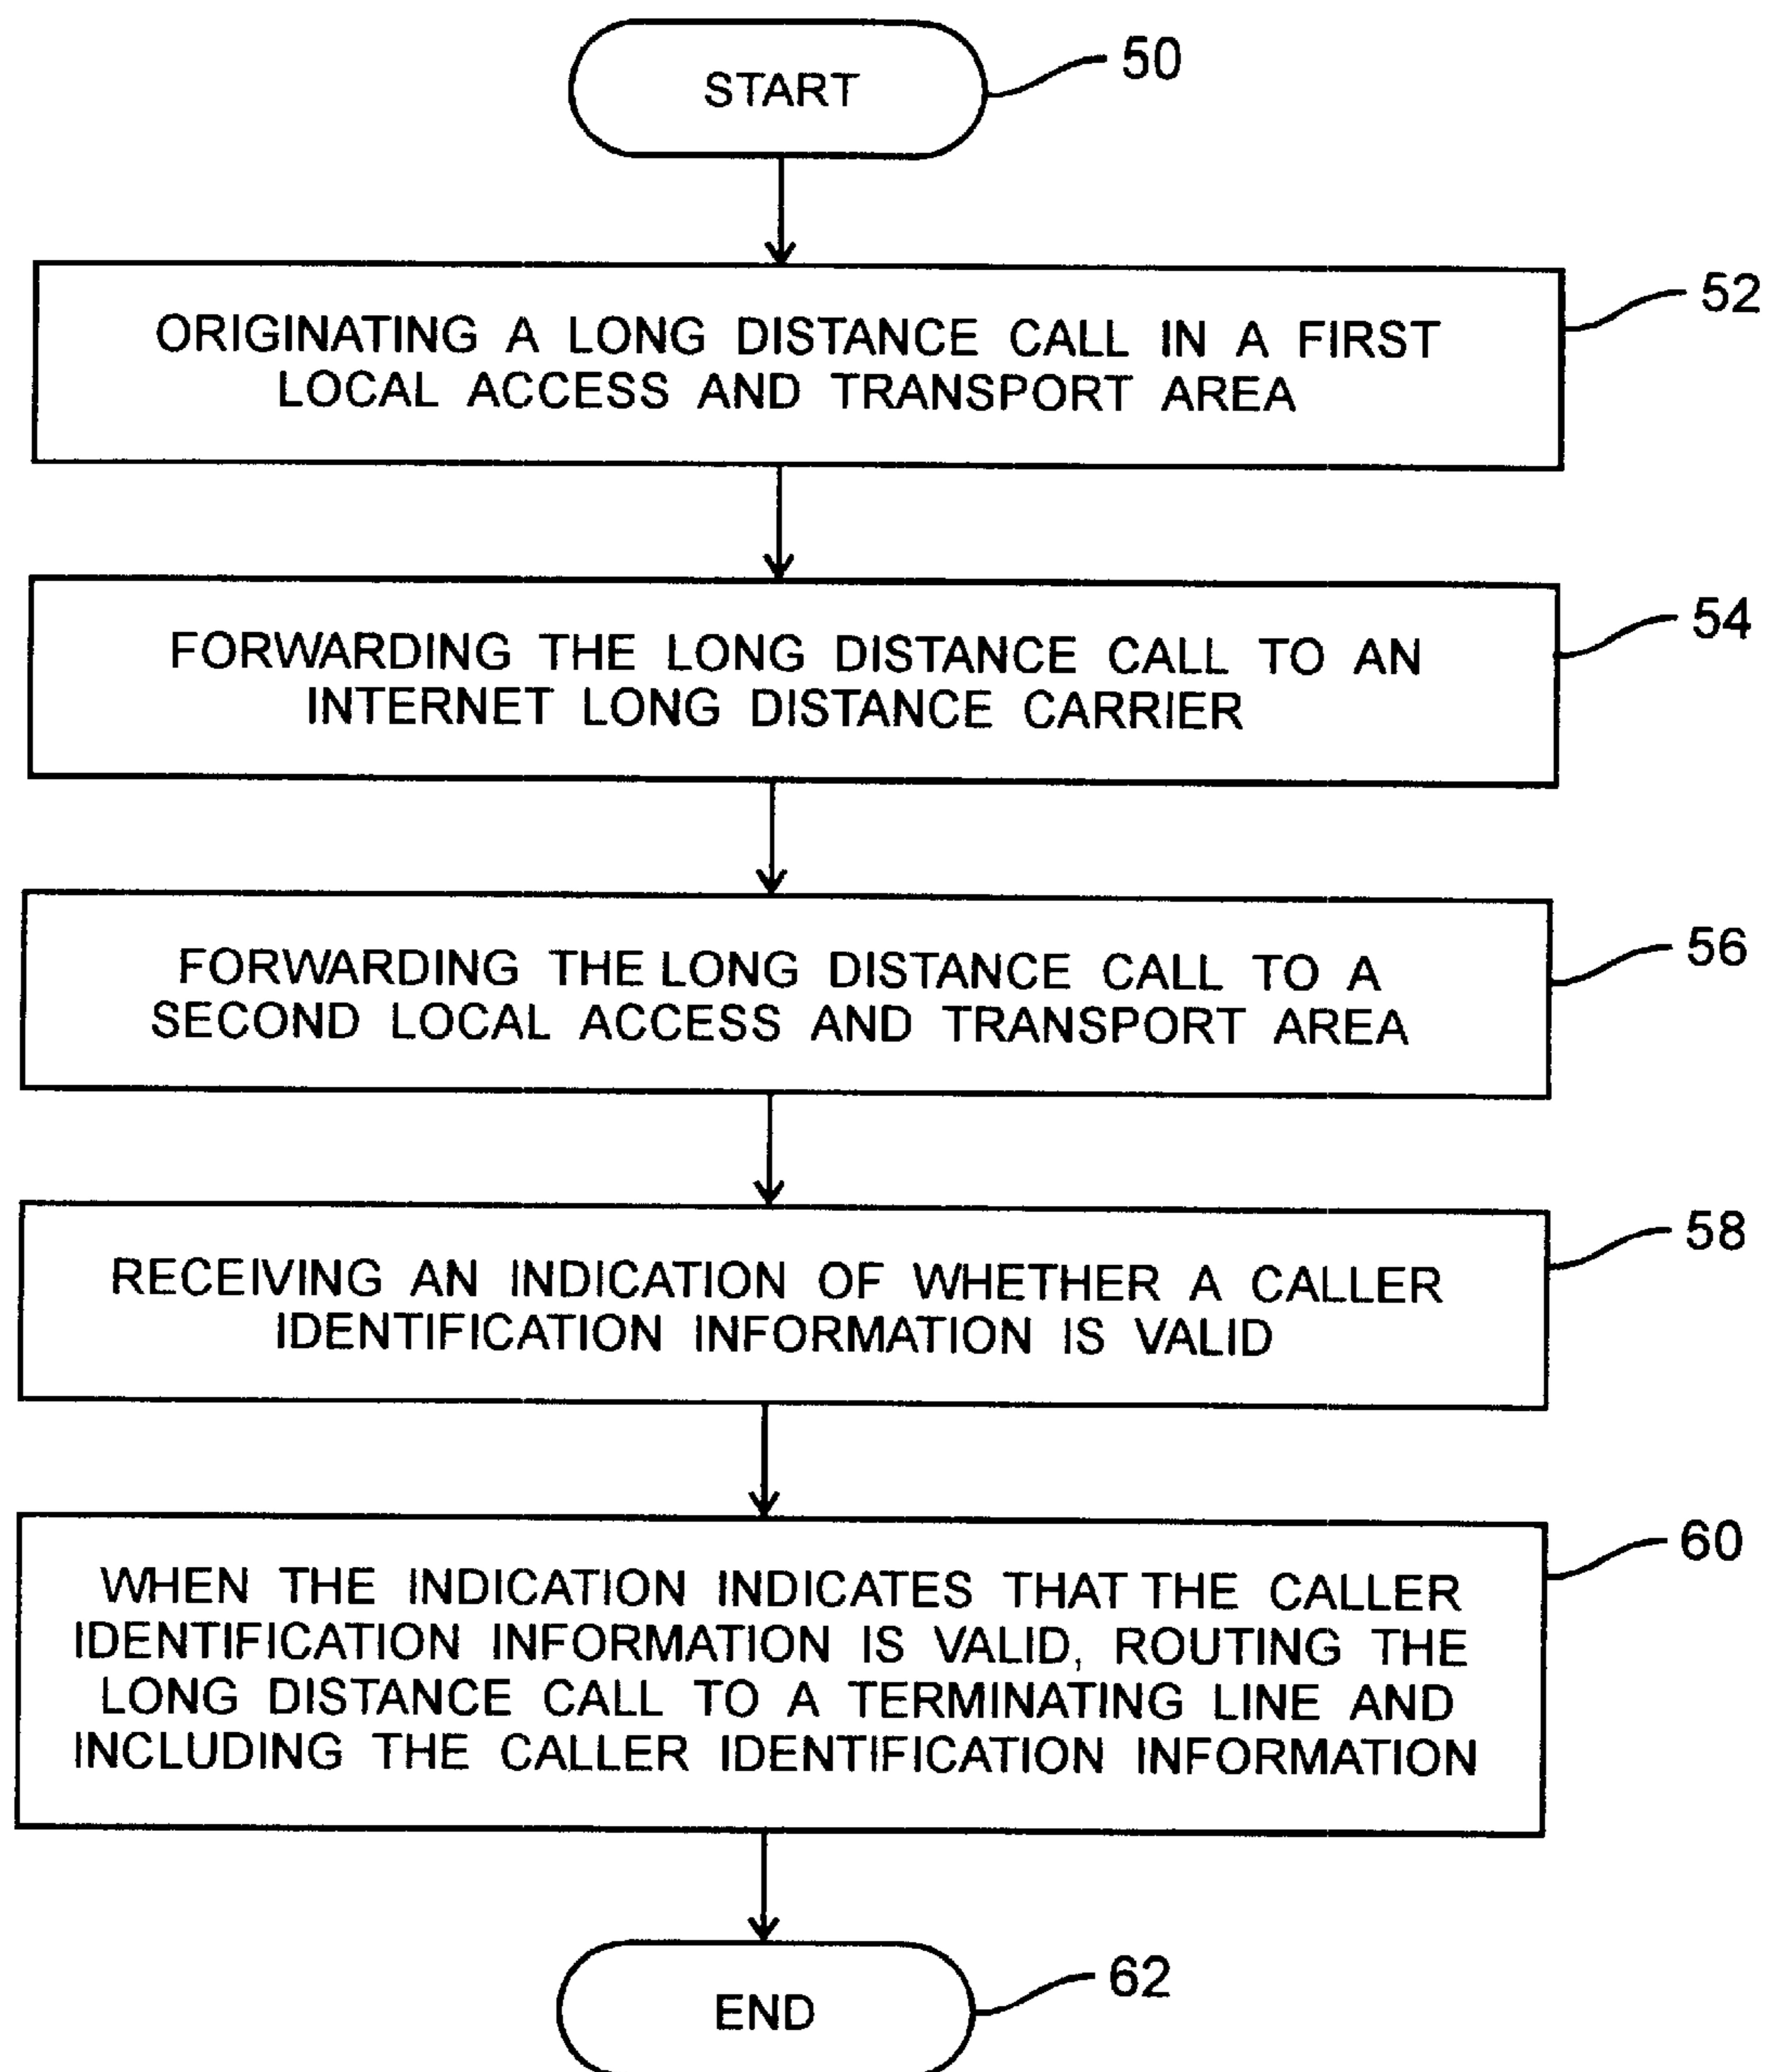 START
50
ORIGINATING A LONG DISTANCE CALL IN A FIRST
LOCAL ACCESS AND TRANSPORT AREA
52
FORWARDING THE LONG DISTANCE CALL TO AN
INTERNET LONG DISTANCE CARRIER
54
FORWARDING THE LONG DISTANCE CALL TO A
SECOND LOCAL ACCESS AND TRANSPORT AREA
56
RECEIVING AN INDICATION OF WHETHER A CALLER
IDENTIFICATION INFORMATION IS VALID
58
WHEN THE INDICATION INDICATES THAT THE CALLER
IDENTIFICATION INFORMATION IS VALID, ROUTING THE
LONG DISTANCE CALL TO A TERMINATING LINE AND
INCLUDING THE CALLER IDENTIFICATION INFORMATION
60
END
62